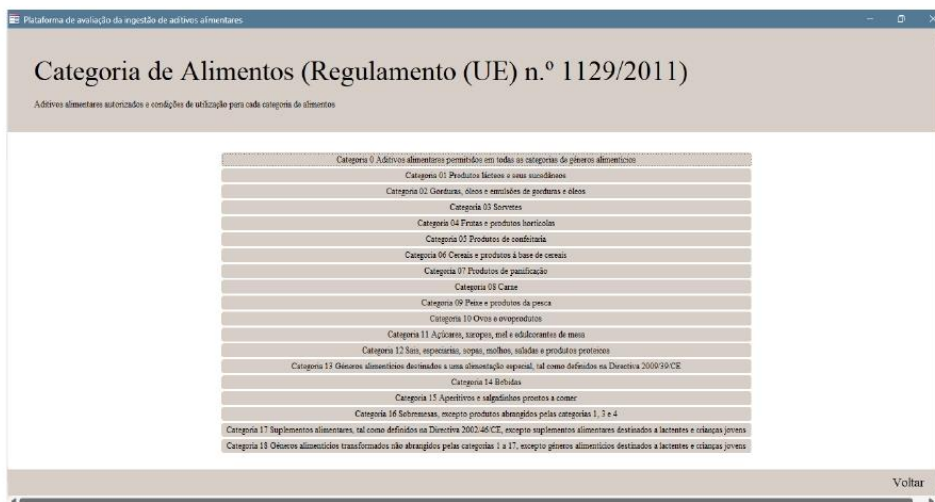 Plataforma de avaliação da ingestão de aditivos alimentares
Categoria de Alimentos (Regulamento (UE) n.º 1129/2011)
Aditivos alimentares autorizados e condições de utilização para cada categoria de alimentos
Categoria 0 Aditivos alimentares permitidos em todas as categorias de géneros alimentícios
Categoria 01 Produtos lácteos e seus sucedâneos
Categoria 02 Gorduras, óleos e emulsões de gorduras e óleos
Categoria 03 Sorvetes
Categoria 04 Frutas e produtos hortícolas
Categoria 05 Produtos de confeitaria
Categoria 06 Cereais e produtos à base de cereais
Categoria 07 Produtos de panificação
Categoria 08 Carne
Categoria 09 Peixe e produtos da pesca
Categoria 10 Ovos e ovoprodutos
Categoria 11 Açúcares, xaropes, mel e edulcorantes de mesa
Categoria 12 Sais, especiarias, sopas, molhos, saladas e produtos proteicos
Categoria 13 Géneros alimentícios destinados a uma alimentação especial, tal como definidos na Directiva 2009/39/CE
Categoria 14 Bebidas
Categoria 15 Aperitivos e salgadinhos prontos a comer
Categoria 16 Sobremesas, excepto produtos abrangidos pelas categorias 1, 3 e 4
Categoria 17 Suplementos alimentares, tal como definidos na Directiva 2002/46/CE, excepto suplementos alimentares destinados a lactentes e crianças jovens
Categoria 18 Géneros alimentícios transformados não abrangidos pelas categorias 1 a 17, excepto géneros alimentícios destinados a lactentes e crianças jovens
Voltar